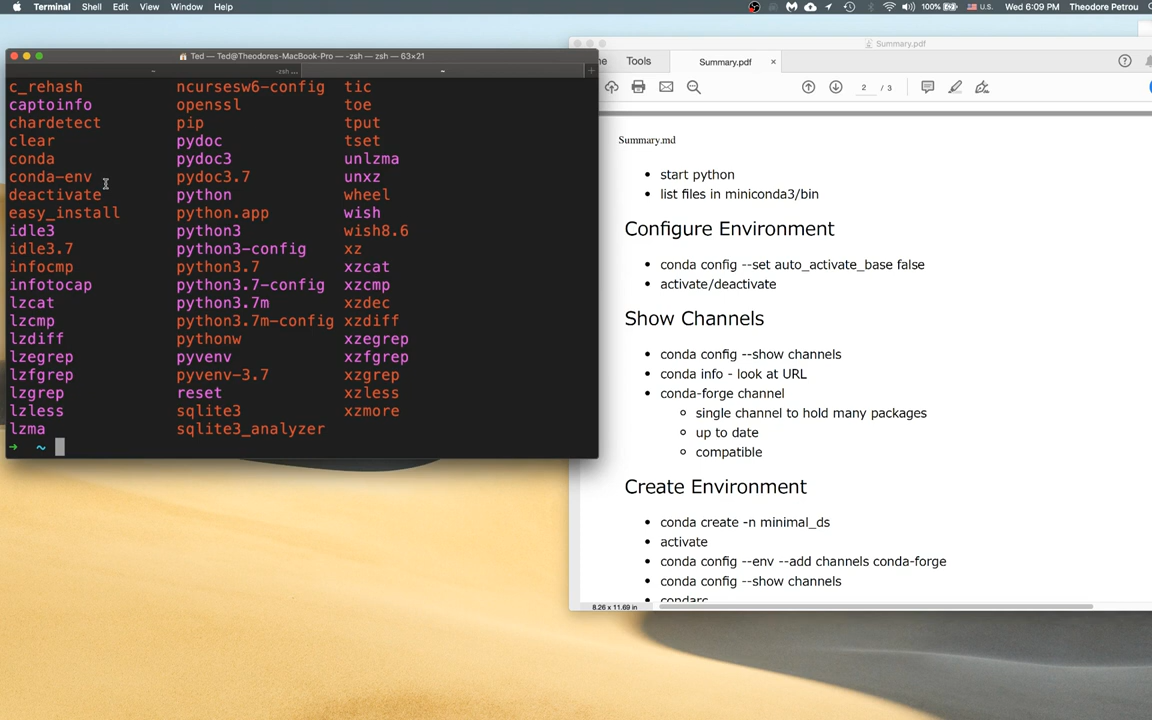 Terminal Shell Edit View Window Help 100% U.S. Wed 6:09 PM Theodore Petrou
Ted — Ted@Theodores-MacBook-Pro — -zsh — zsh — 63×21
~ -zsh ... ~ +
c_rehash ncursesw6-config tic
captoinfo openssl toe
chardetect pip tput
clear pydoc tset
conda pydoc3 unlzma
conda-env pydoc3.7 unxz
deactivate python wheel
easy_install python.app wish
idle3 python3 wish8.6
idle3.7 python3-config xz
infocmp python3.7 xzcat
infotocap python3.7-config xzcmp
lzcat python3.7m xzdec
lzcmp python3.7m-config xzdiff
lzdiff pythonw xzegrep
lzegrep pyvenv xzfgrep
lzfgrep pyvenv-3.7 xzgrep
lzgrep reset xzless
lzless sqlite3 xzmore
lzma sqlite3_analyzer
→ ~
Summary.pdf
me Tools Summary.pdf ×
2 / 3
Summary.md
• start python
• list files in miniconda3/bin
Configure Environment
• conda config --set auto_activate_base false
• activate/deactivate
Show Channels
• conda config --show channels
• conda info - look at URL
• conda-forge channel
○ single channel to hold many packages
○ up to date
○ compatible
Create Environment
• conda create -n minimal_ds
• activate
• conda config --env --add channels conda-forge
• conda config --show channels
• condarc
8.26 x 11.69 in